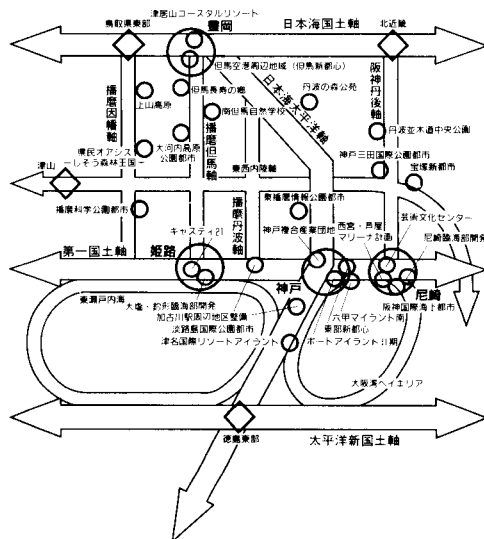 津居山コースタルリゾート
鳥取県東部
豊岡
日本海国土軸
北近畿
但馬空港周辺地域(但馬新都心)
但馬長寿の郷
上山高原
南但馬自然学校
丹波の森公苑
播磨因幡軸
播磨但馬軸
日本海太平洋軸
阪神丹後軸
丹波並木道中央公園
県民オアシス
ーしそう森林王国ー
大河内高原
公園都市
神戸三田国際公園都市
宝塚新都市
津山
東西内陸軸
播磨科学公園都市
播磨丹波軸
東播磨情報公園都市
キャスティ21
神戸複合産業団地
西宮・芦屋
マリーナ計画
芸術文化センター
尼崎臨海部開発
第一国土軸
姫路
神戸
尼崎
東瀬戸内海
大塩・的形臨海部開発
加古川駅周辺地区整備
淡路島国際公園都市
津名国際リゾートアイランド
阪神国際海上都市
六甲アイランド南
東部新都心
ポートアイランドII期
大阪湾ベイエリア
徳島東部
太平洋新国土軸